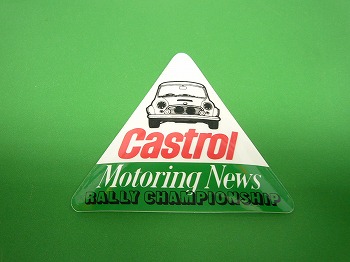 Castrol
Motoring News
RALLY CHAMPIONSHIP